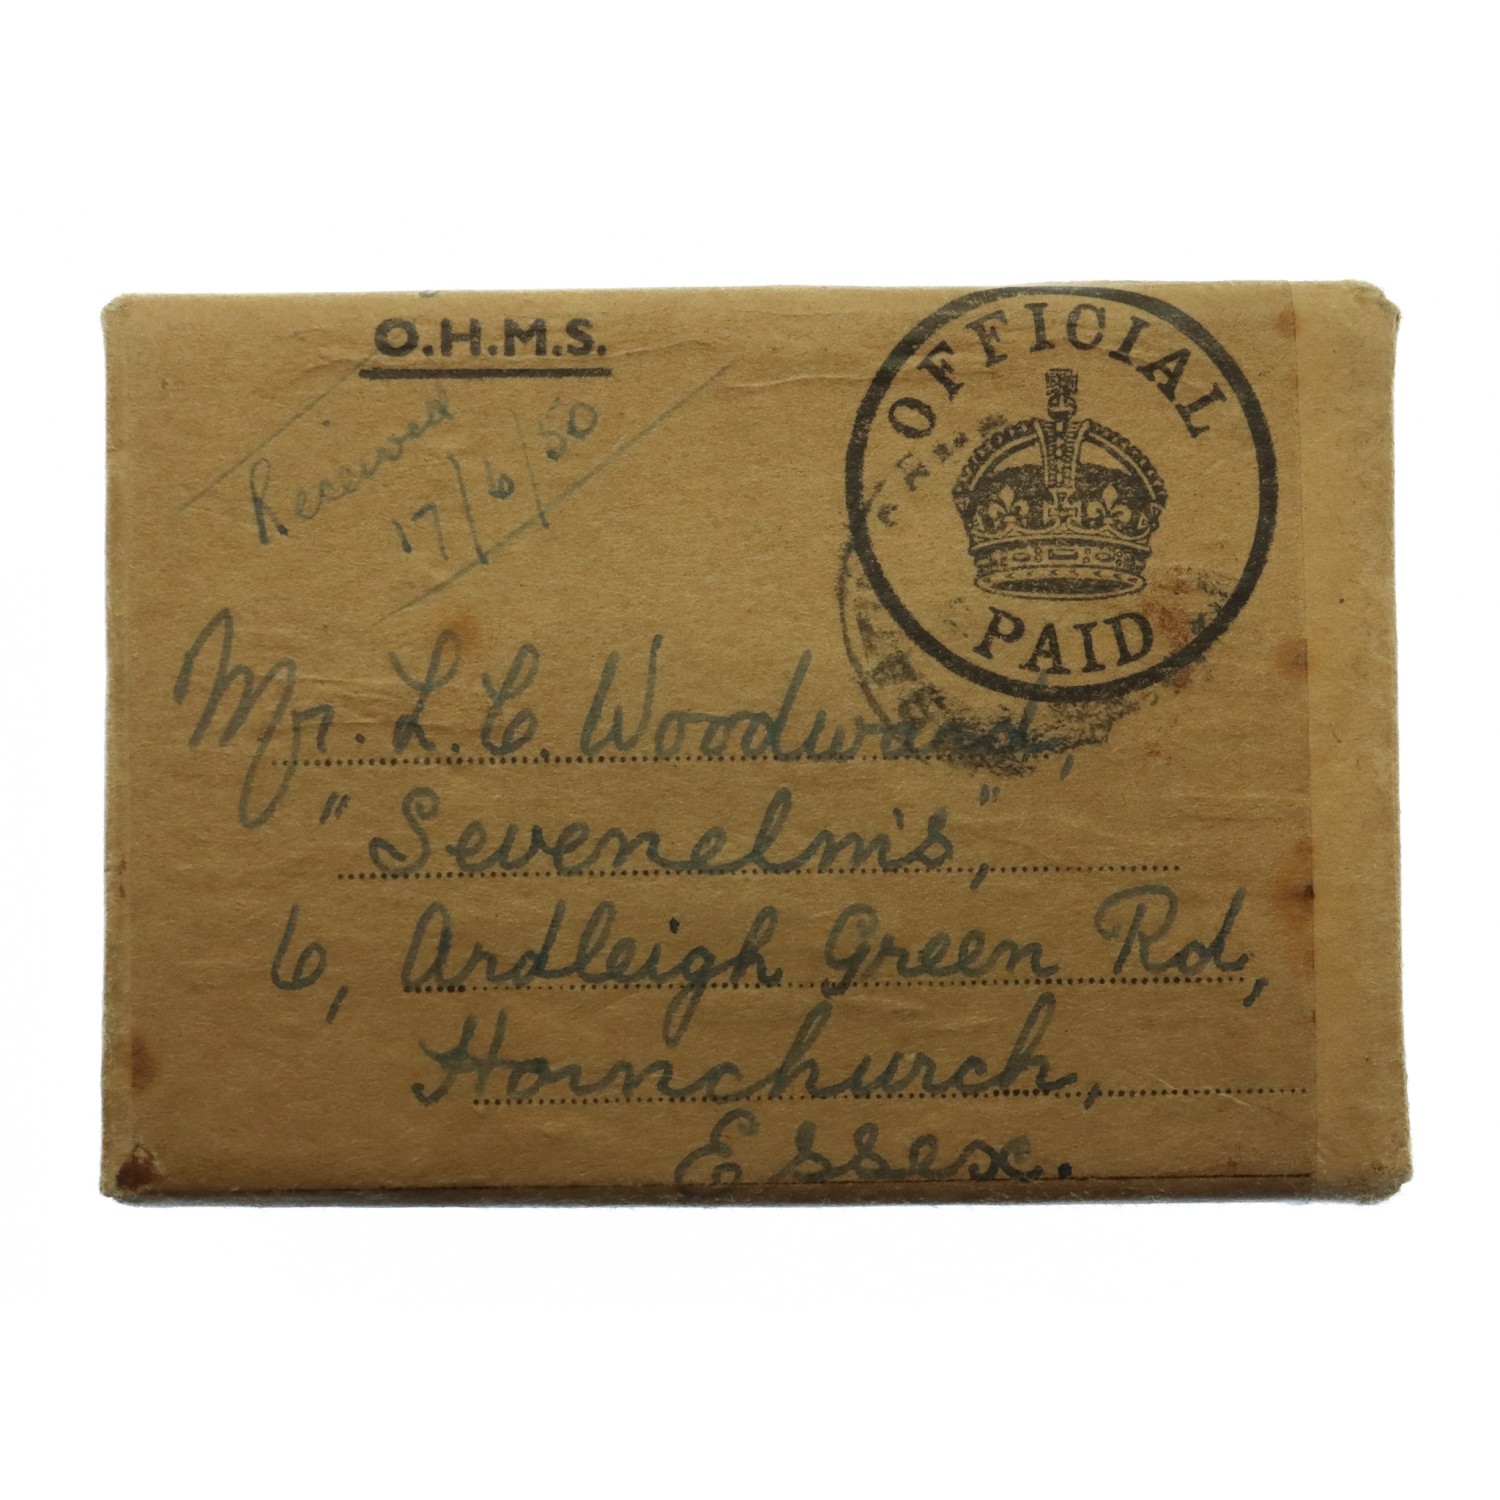 O.H.M.S.
OFFICIAL
PAID
Received
17/6/50
Mr. L. C. Woodward,
"Sevenelms",
6, Ardleigh Green Rd,
Hornchurch,
Essex.